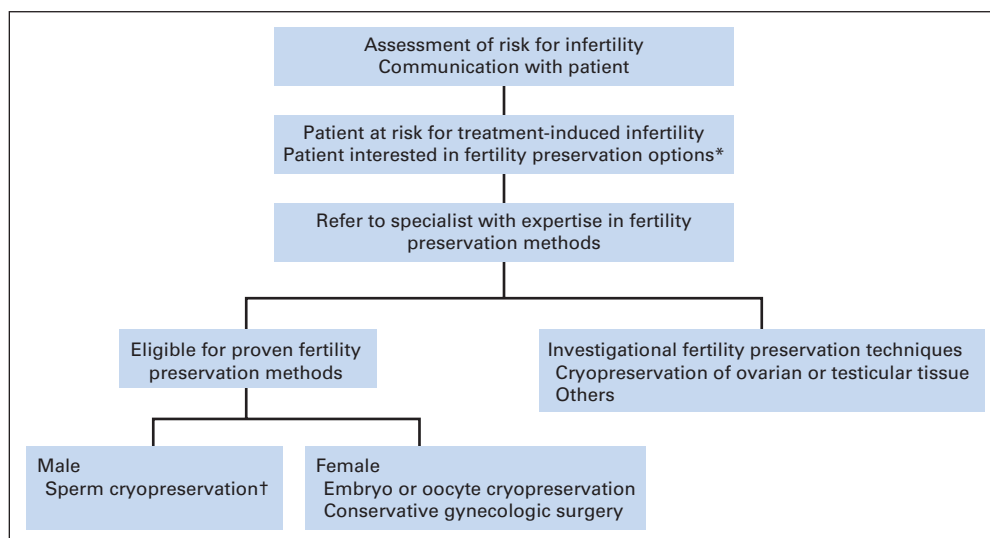 Assessment of risk for infertility
Communication with patient
Patient at risk for treatment-induced infertility
Patient interested in fertility preservation options*
Refer to specialist with expertise in fertility
preservation methods
Eligible for proven fertility
preservation methods
Investigational fertility preservation techniques
Cryopreservation of ovarian or testicular tissue
Others
Male
Sperm cryopreservation†
Female
Embryo or oocyte cryopreservation
Conservative gynecologic surgery